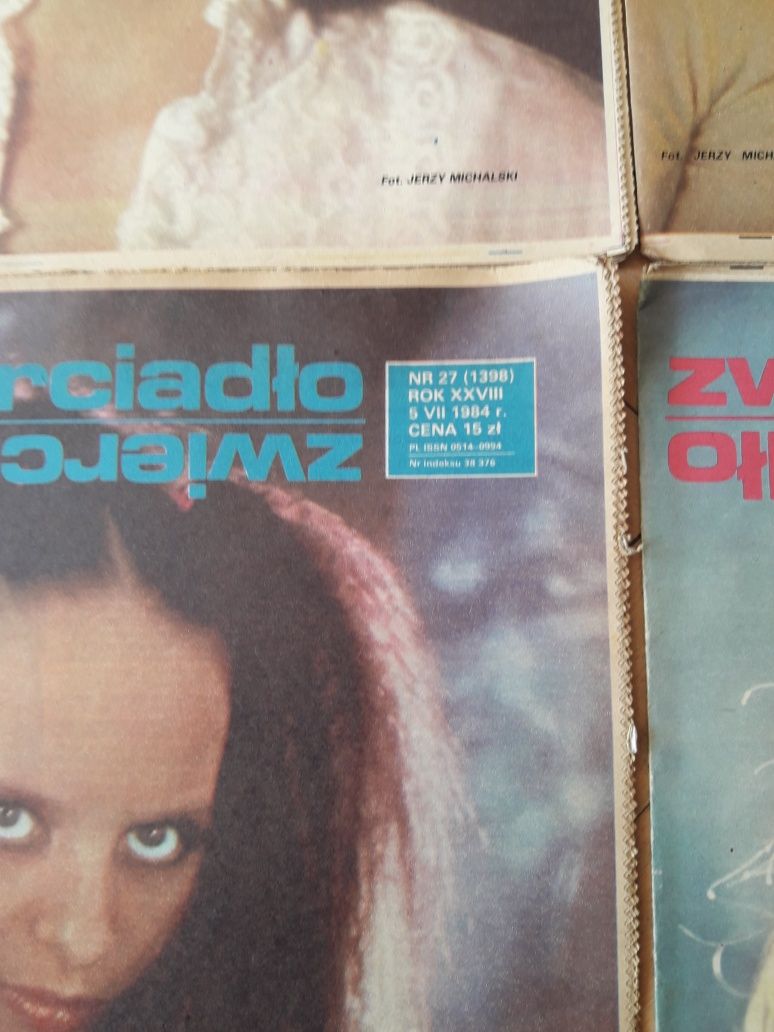 Fot. JERZY MICHALSKI
Fot. JERZY MICH
rciadło
zwierc
NR 27 (1398)
ROK XXVIII
5 VII 1984 r.
CENA 15 zł
PL ISSN 0514-0994
Nr indeksu 38 376
zw
dło